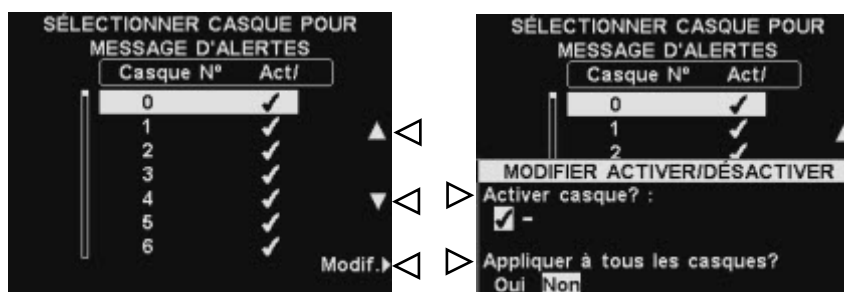 SÉLECTIONNER CASQUE POUR
MESSAGE D'ALERTES
Casque Nº Act/
0 ✓
1 ✓
2 ✓
3 ✓
4 ✓
5 ✓
6 ✓
Modif.
SÉLECTIONNER CASQUE POUR
MESSAGE D'ALERTES
Casque Nº Act/
0 ✓
1 ✓
2 ✓
MODIFIER ACTIVER/DÉSACTIVER
Activer casque? :
✓ –
Appliquer à tous les casques?
Oui Non